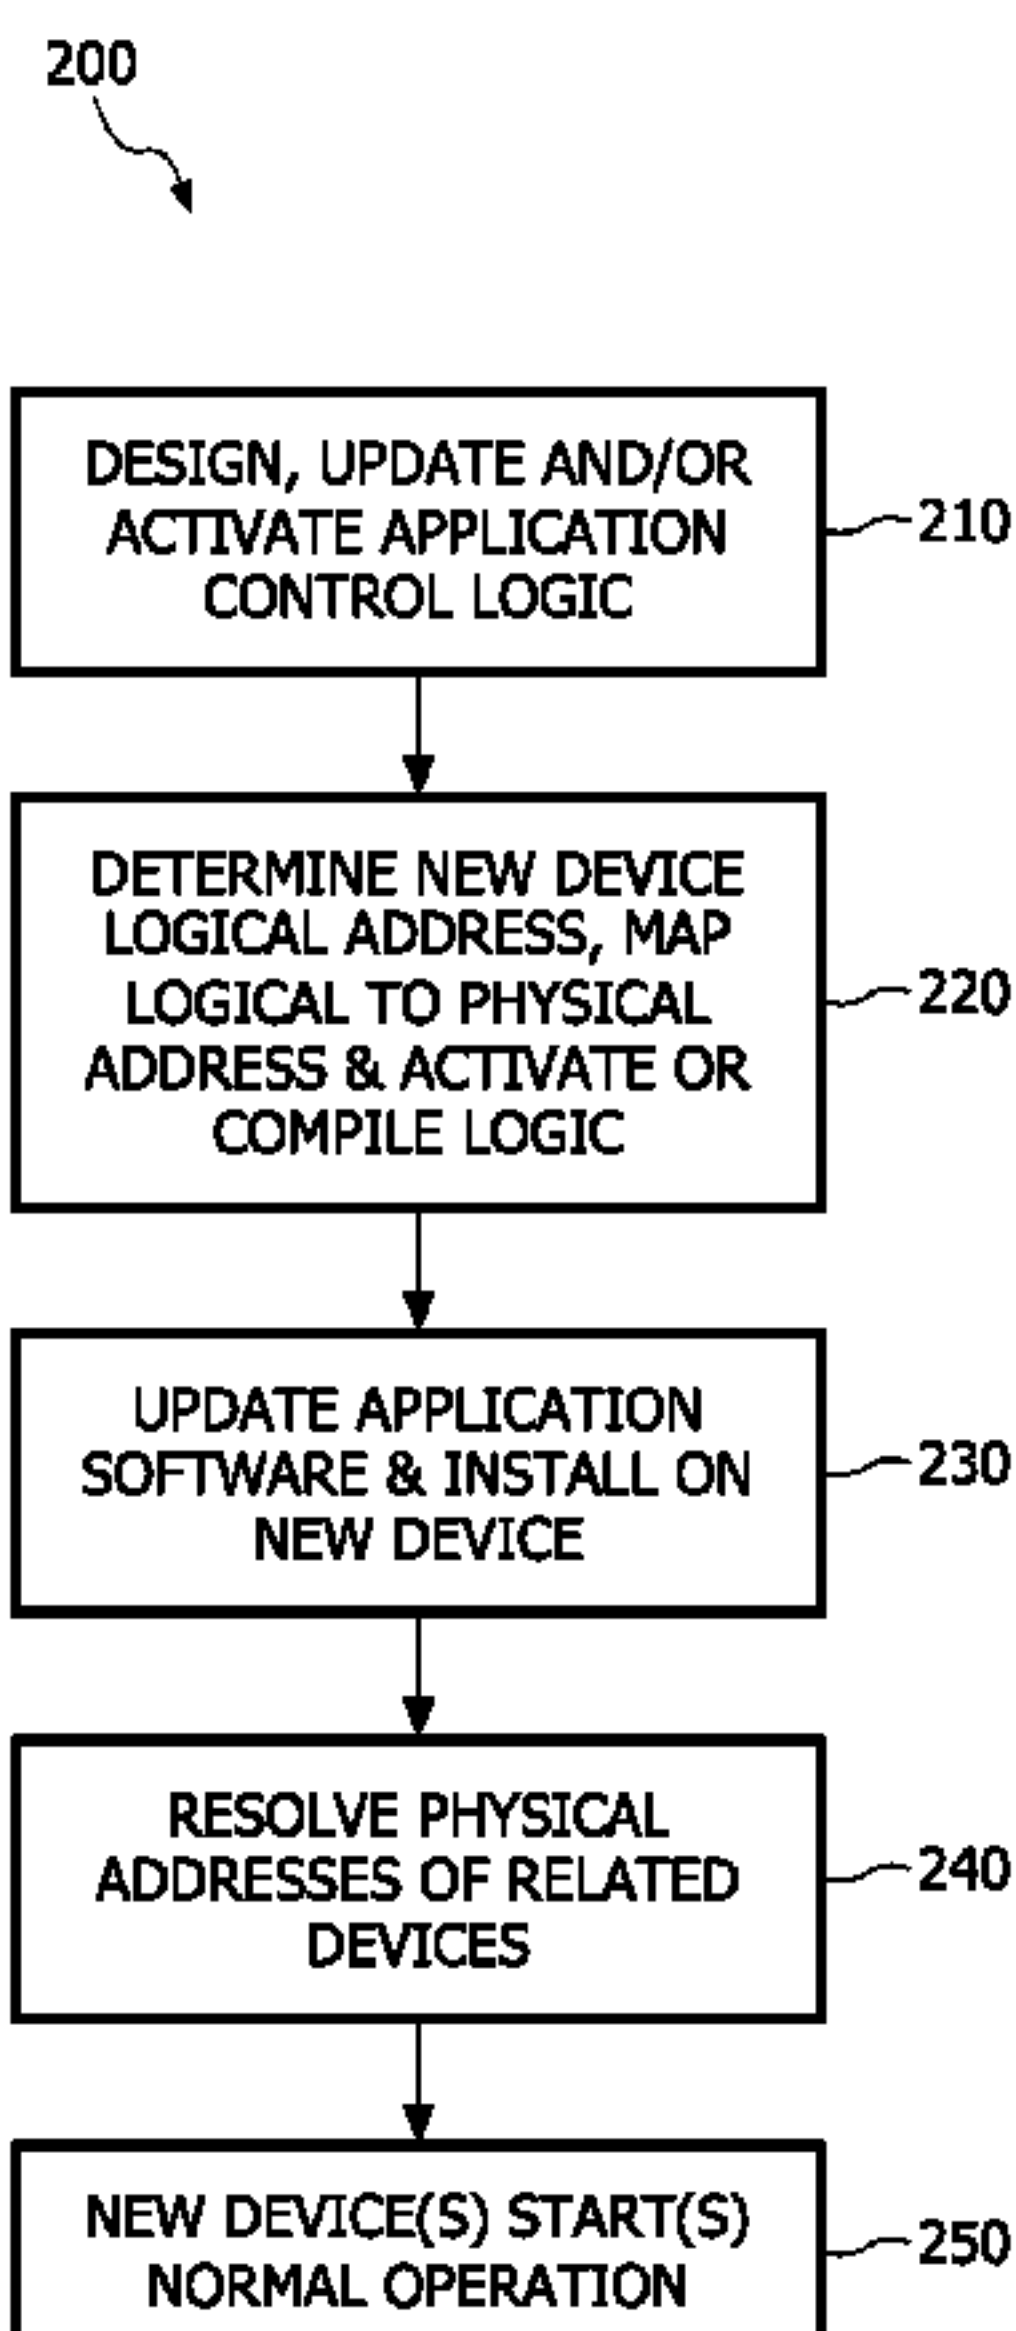 200
DESIGN, UPDATE AND/OR
ACTIVATE APPLICATION
CONTROL LOGIC
210
DETERMINE NEW DEVICE
LOGICAL ADDRESS, MAP
LOGICAL TO PHYSICAL
ADDRESS & ACTIVATE OR
COMPILE LOGIC
220
UPDATE APPLICATION
SOFTWARE & INSTALL ON
NEW DEVICE
230
RESOLVE PHYSICAL
ADDRESSES OF RELATED
DEVICES
240
NEW DEVICE(S) START(S)
NORMAL OPERATION
250